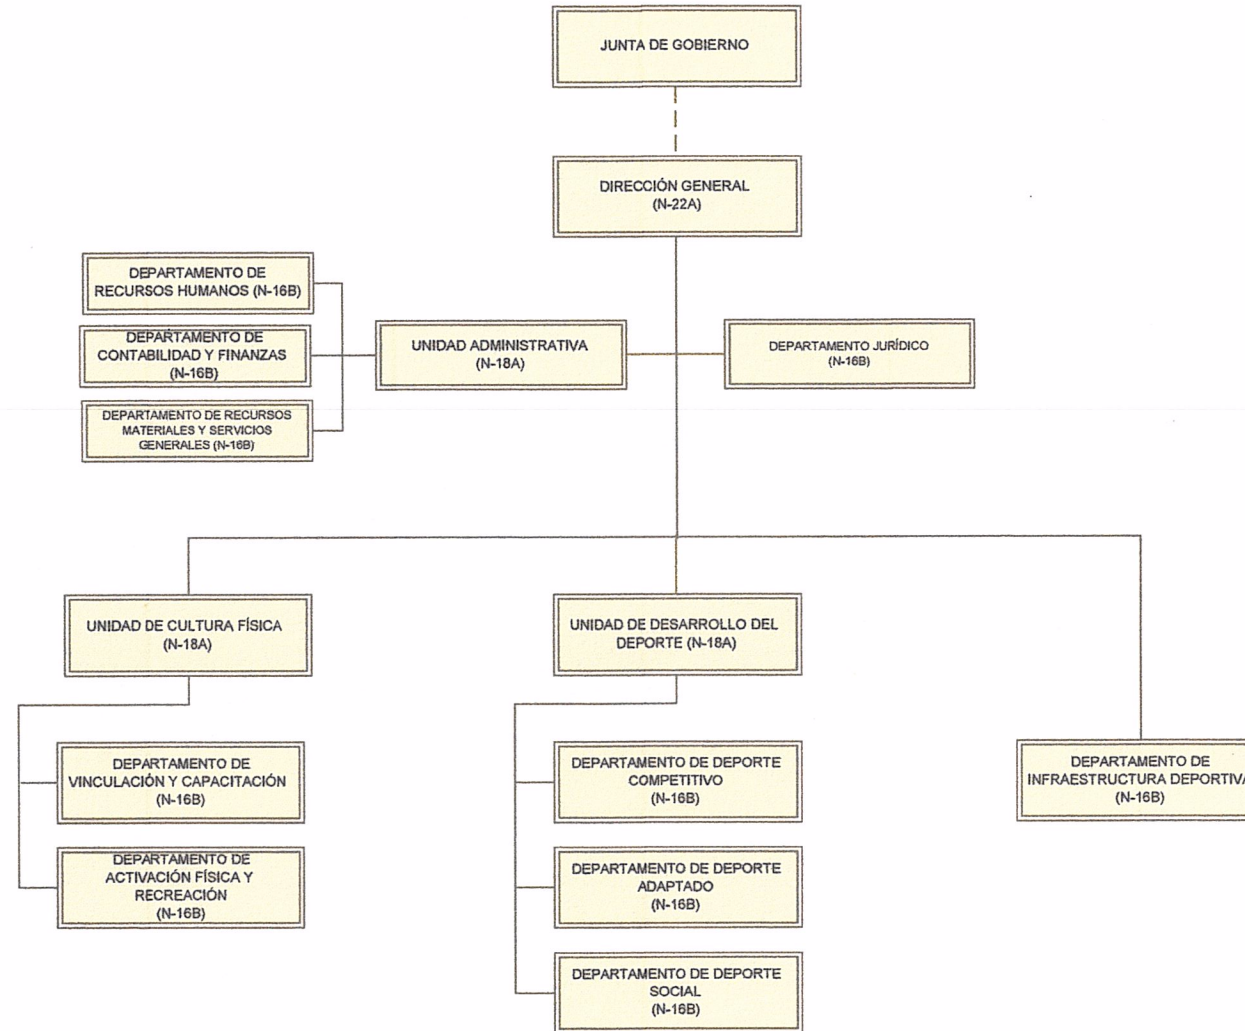 JUNTA DE GOBIERNO
DIRECCIÓN GENERAL
(N-22A)
DEPARTAMENTO DE
RECURSOS HUMANOS (N-16B)
DEPARTAMENTO DE
CONTABILIDAD Y FINANZAS
(N-16B)
DEPARTAMENTO DE RECURSOS
MATERIALES Y SERVICIOS
GENERALES (N-16B)
UNIDAD ADMINISTRATIVA
(N-18A)
DEPARTAMENTO JURÍDICO
(N-16B)
UNIDAD DE CULTURA FÍSICA
(N-18A)
DEPARTAMENTO DE
VINCULACIÓN Y CAPACITACIÓN
(N-16B)
DEPARTAMENTO DE
ACTIVACIÓN FÍSICA Y
RECREACIÓN
(N-16B)
UNIDAD DE DESARROLLO DEL
DEPORTE (N-18A)
DEPARTAMENTO DE DEPORTE
COMPETITIVO
(N-16B)
DEPARTAMENTO DE DEPORTE
ADAPTADO
(N-16B)
DEPARTAMENTO DE DEPORTE
SOCIAL
(N-16B)
DEPARTAMENTO DE
INFRAESTRUCTURA DEPORTIVA
(N-16B)